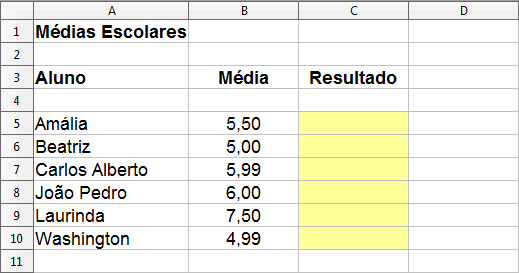 A B C D
1 Médias Escolares
2
3 Aluno Média Resultado
4
5 Amália 5,50
6 Beatriz 5,00
7 Carlos Alberto 5,99
8 João Pedro 6,00
9 Laurinda 7,50
10 Washington 4,99
11